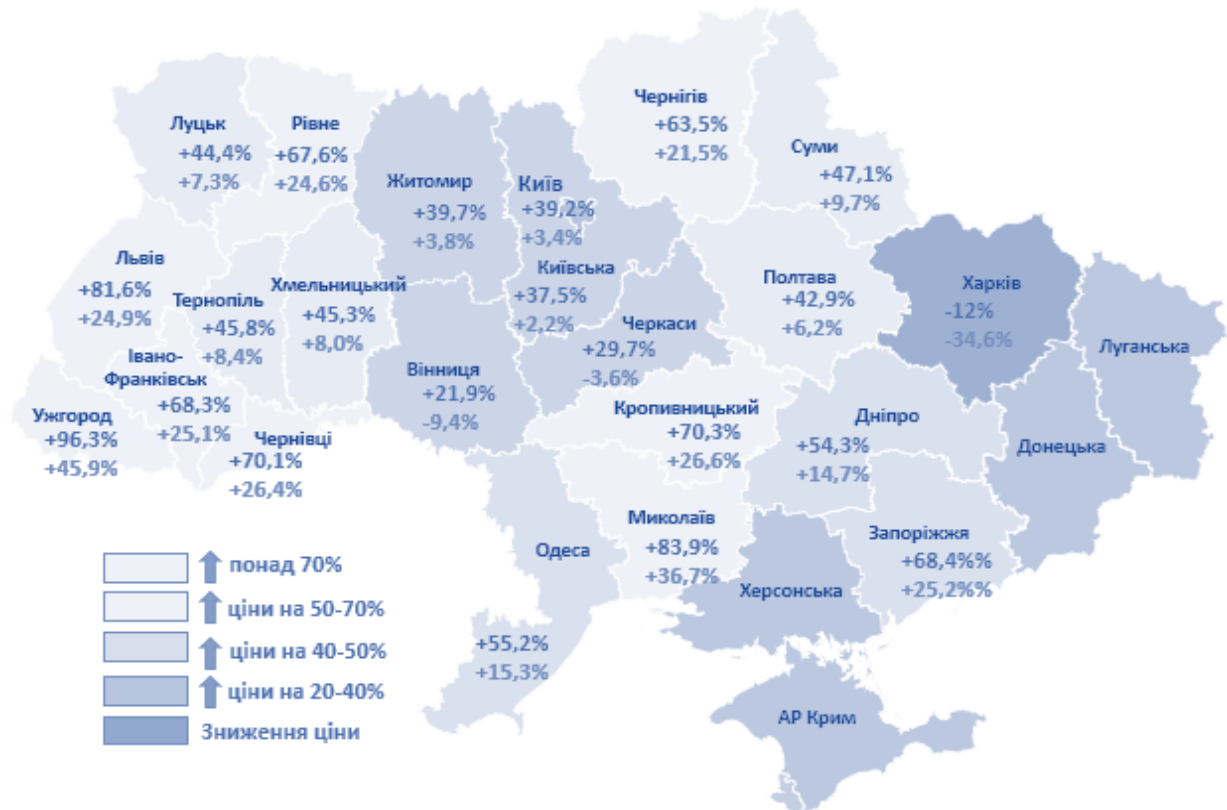 Луцьк
+44,4%
+7,3%
Рівне
+67,6%
+24,6%
Житомир
+39,7%
+3,8%
Київ
+39,2%
+3,4%
Київська
+37,5%
+2,2%
Чернігів
+63,5%
+21,5%
Суми
+47,1%
+9,7%
Львів
+81,6%
+24,9%
Тернопіль
+45,8%
+8,4%
Хмельницький
+45,3%
+8,0%
Черкаси
+29,7%
-3,6%
Полтава
+42,9%
+6,2%
Харків
-12%
-34,6%
Луганська
Івано-
Франківськ
+68,3%
+25,1%
Вінниця
+21,9%
-9,4%
Ужгород
+96,3%
+45,9%
Чернівці
+70,1%
+26,4%
Кропивницький
+70,3%
+26,6%
Дніпро
+54,3%
+14,7%
Донецька
Миколаїв
+83,9%
+36,7%
Запоріжжя
+68,4%%
+25,2%%
Одеса
+55,2%
+15,3%
Херсонська
АР Крим
понад 70%
ціни на 50-70%
ціни на 40-50%
ціни на 20-40%
Зниження ціни